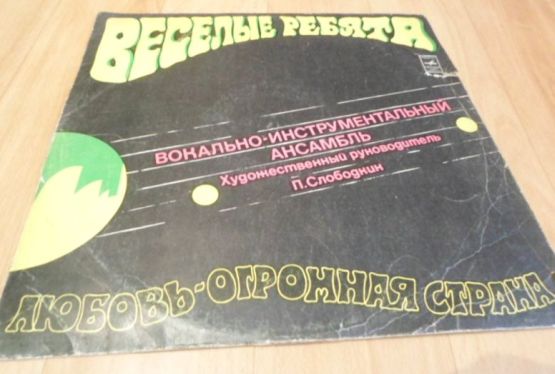 ВЕСЕЛЫЕ РЕБЯТА
ВОКАЛЬНО-ИНСТРУМЕНТАЛЬНЫЙ
АНСАМБЛЬ
Художественный руководитель
П.Слободкин
ЛЮБОВЬ-ОГРОМНАЯ СТРАНА